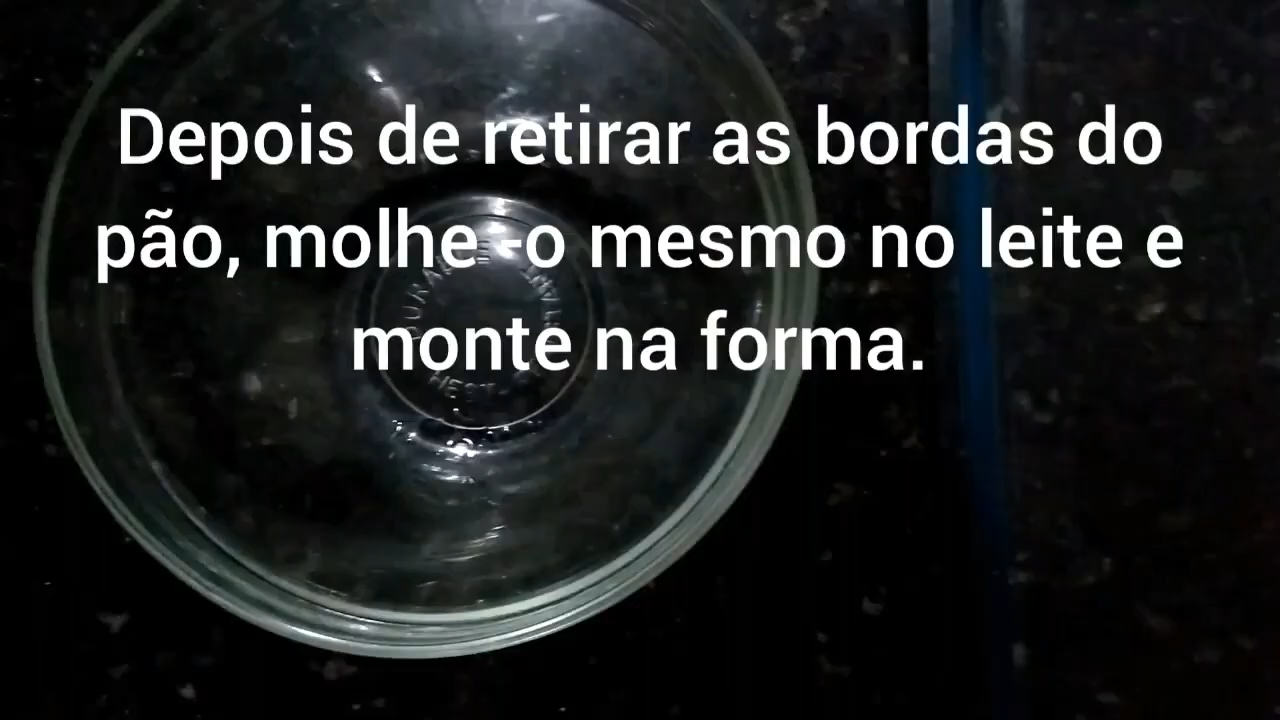 Depois de retirar as bordas do
pão, molhe -o mesmo no leite e
monte na forma.